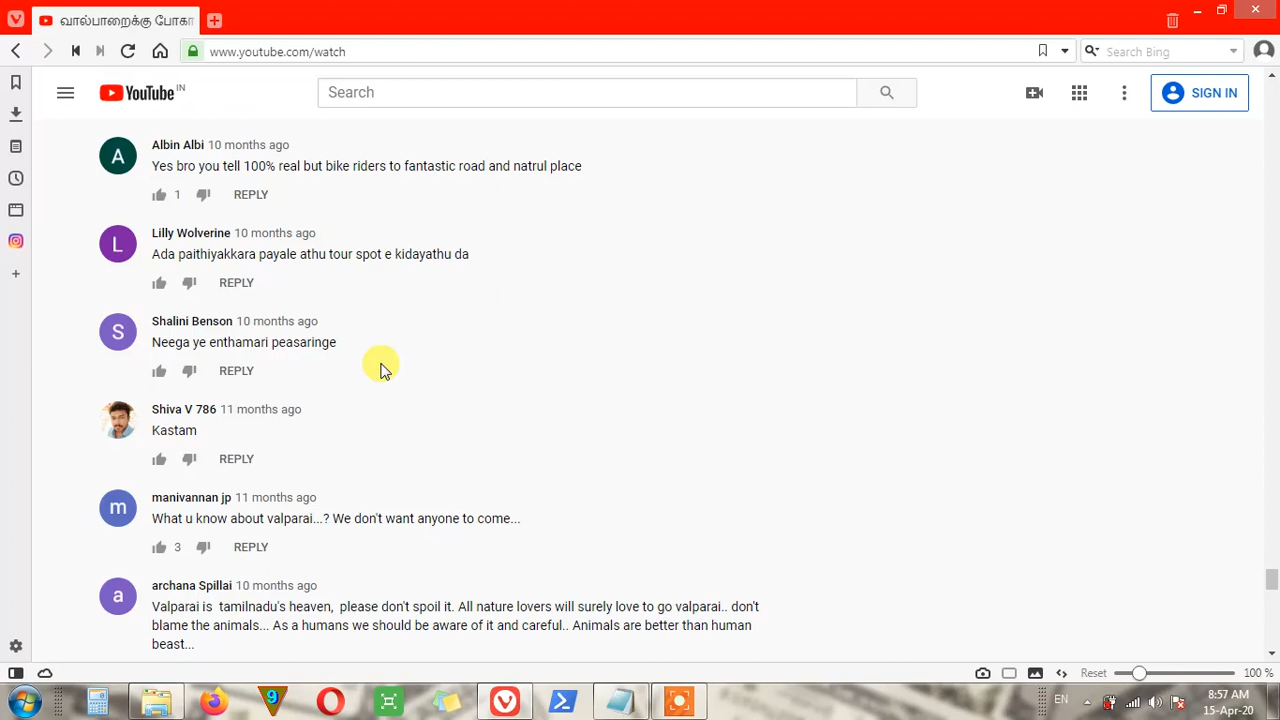 வால்பாறைக்கு போகா
www.youtube.com/watch
Search Bing
YouTube IN
Search
SIGN IN
A
Albin Albi 10 months ago
Yes bro you tell 100% real but bike riders to fantastic road and natrul place
1 REPLY
L
Lilly Wolverine 10 months ago
Ada paithiyakkara payale athu tour spot e kidayathu da
REPLY
S
Shalini Benson 10 months ago
Neega ye enthamari peasaringe
REPLY
Shiva V 786 11 months ago
Kastam
REPLY
m
manivannan jp 11 months ago
What u know about valparai...? We don't want anyone to come...
3 REPLY
a
archana Spillai 10 months ago
Valparai is tamilnadu's heaven, please don't spoil it. All nature lovers will surely love to go valparai.. don't
blame the animals... As a humans we should be aware of it and careful.. Animals are better than human
beast...
Reset 100 %
9
EN
8:57 AM
15-Apr-20